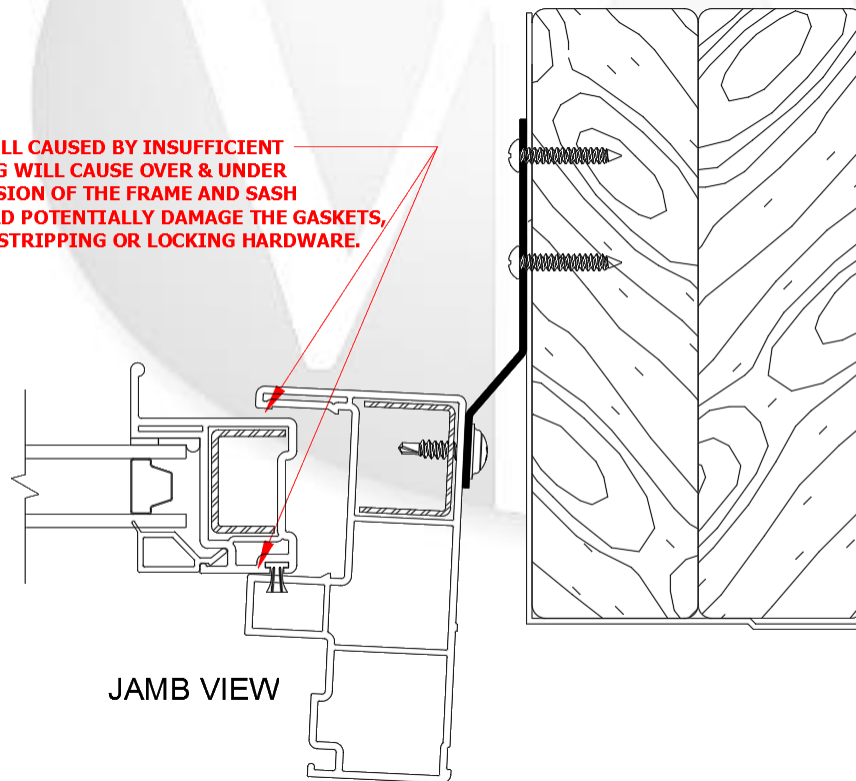 LL CAUSED BY INSUFFICIENT
G WILL CAUSE OVER & UNDER
SION OF THE FRAME AND SASH
D POTENTIALLY DAMAGE THE GASKETS,
STRIPPING OR LOCKING HARDWARE.
JAMB VIEW